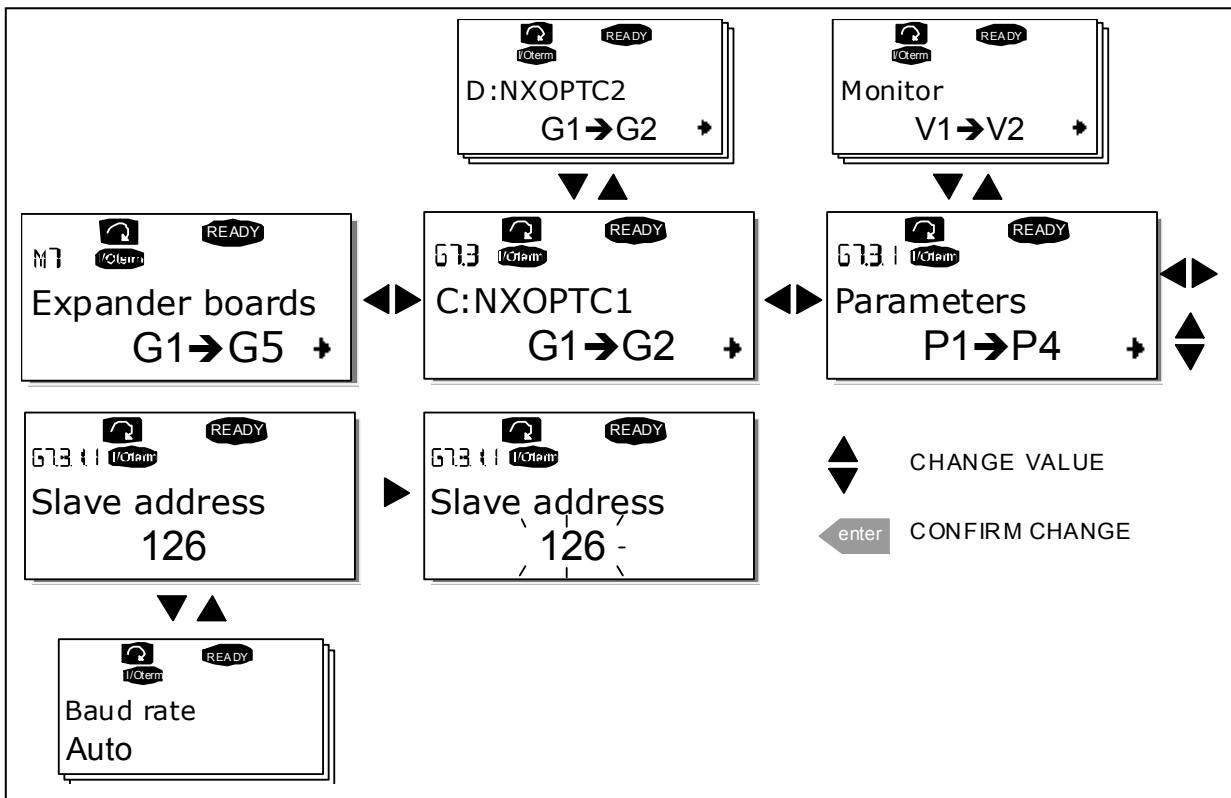 READY
I/Oterm
D:NXOPTC2
G1➔G2
READY
I/Oterm
Monitor
V1➔V2
READY
M7 I/Oterm
Expander boards
G1➔G5
READY
G7.3 I/Oterm
C:NXOPTC1
G1➔G2
READY
G7.3.1 I/Oterm
Parameters
P1➔P4
READY
G7.3.1.1 I/Oterm
Slave address
126
READY
G7.3.1.1 I/Oterm
Slave address
126
CHANGE VALUE
enter CONFIRM CHANGE
READY
I/Oterm
Baud rate
Auto